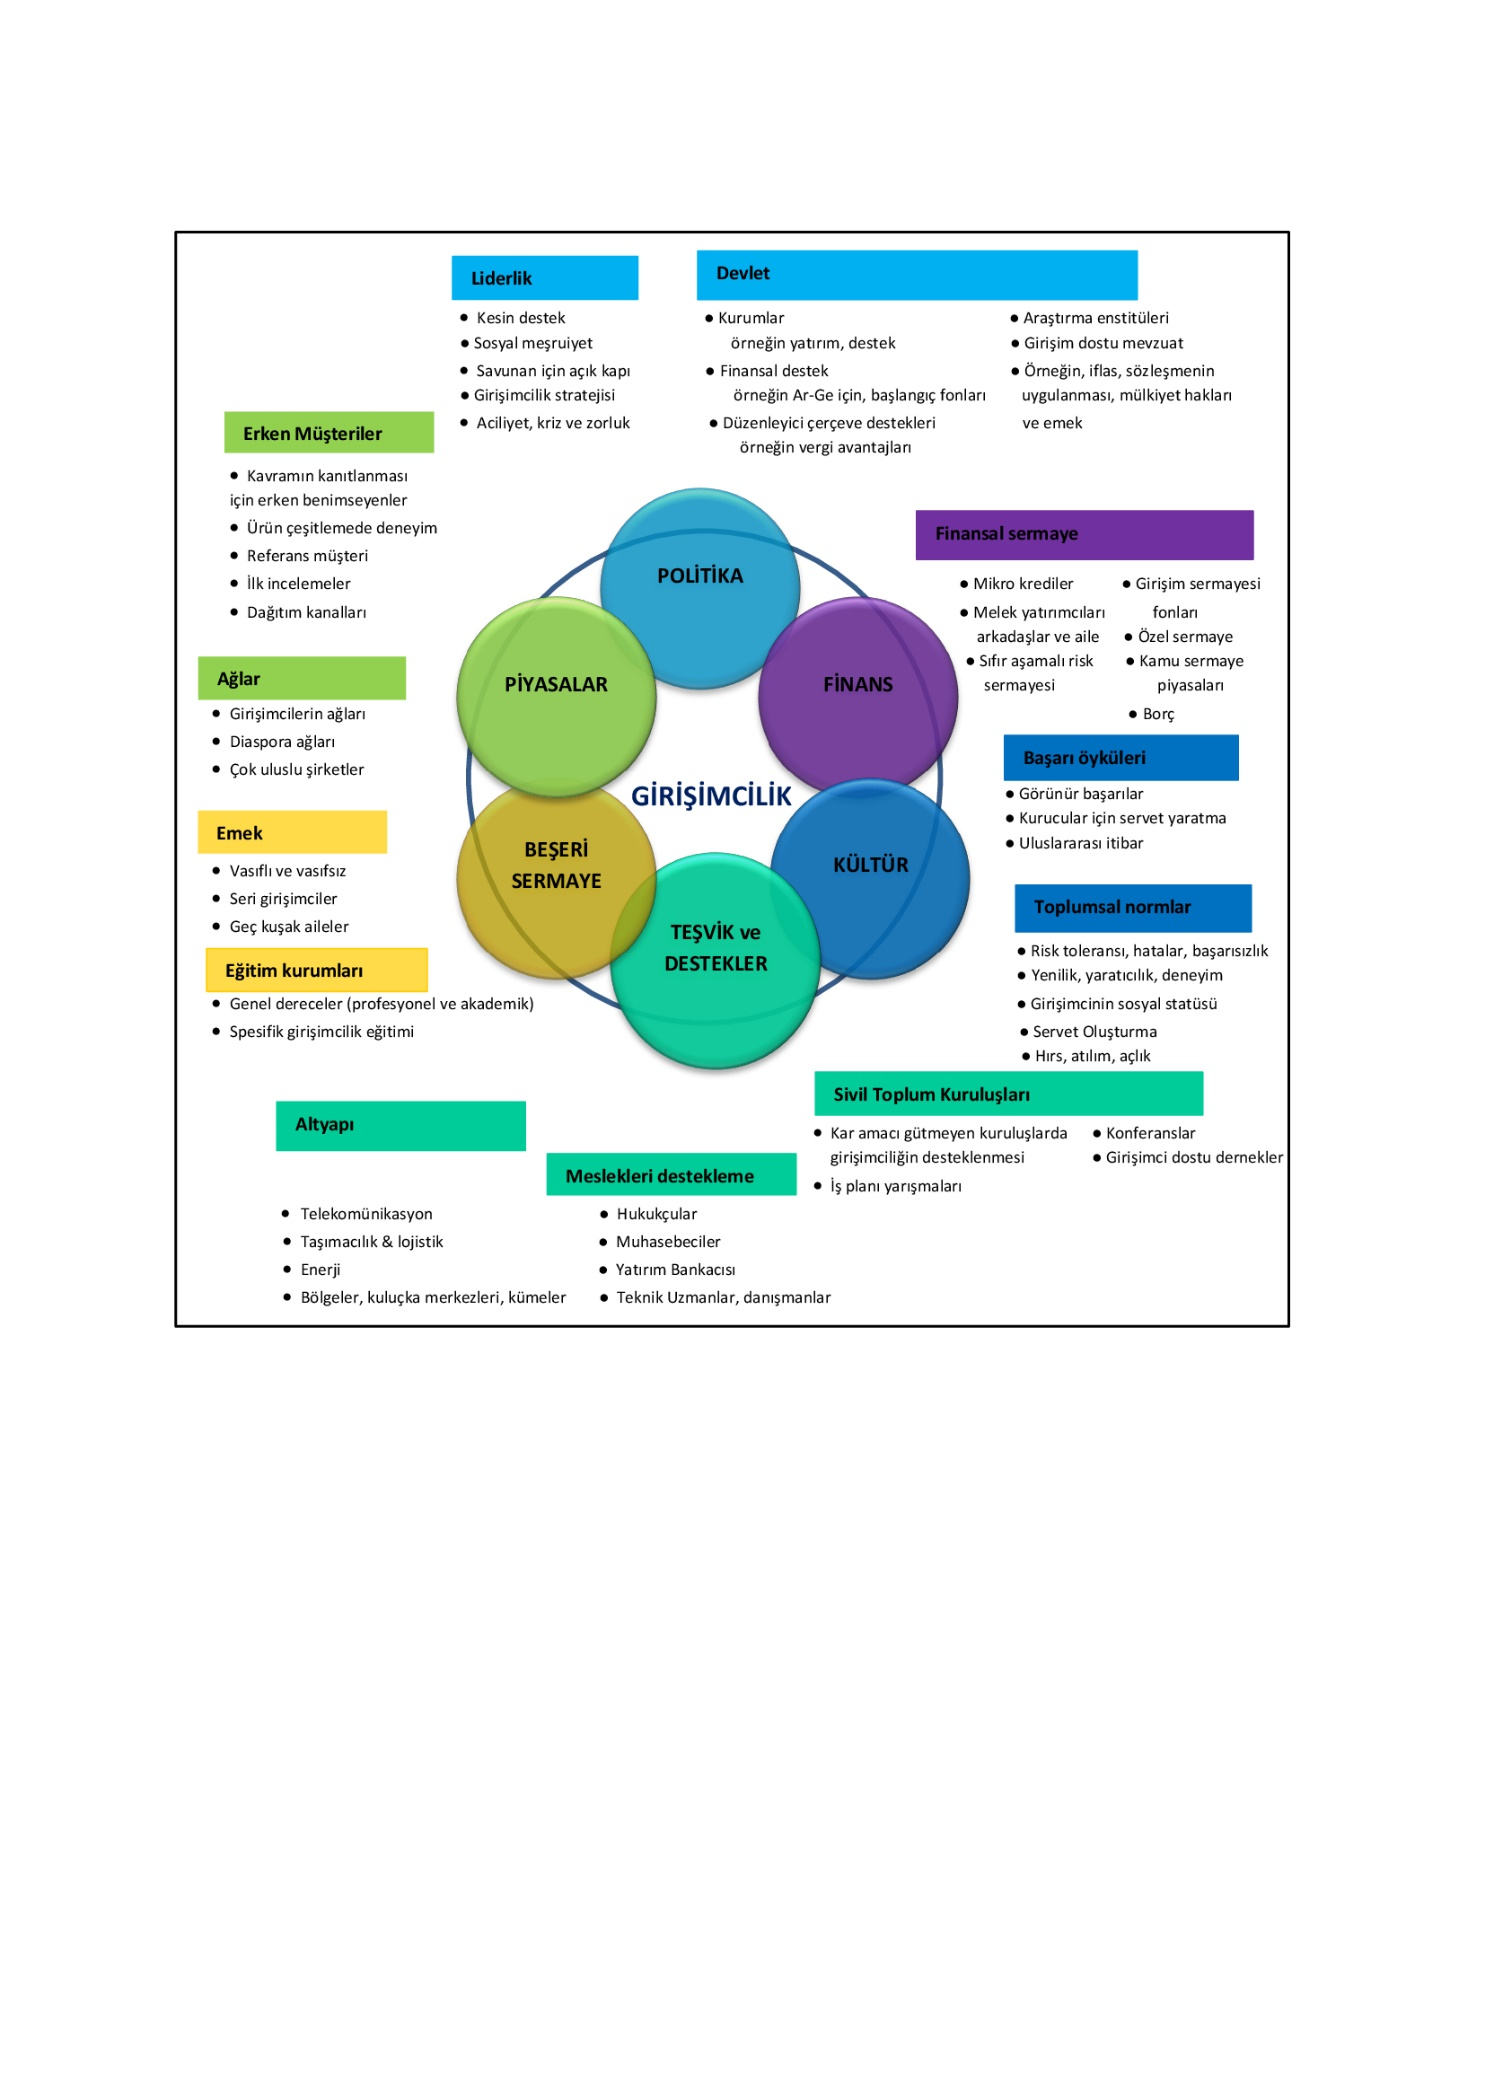 Liderlik
● Kesin destek
● Sosyal meşruiyet
● Savunan için açık kapı
● Girişimcilik stratejisi
● Aciliyet, kriz ve zorluk
Devlet
● Kurumlar
örneğin yatırım, destek
● Finansal destek
örneğin Ar-Ge için, başlangıç fonları
● Düzenleyici çerçeve destekleri
örneğin vergi avantajları
● Araştırma enstitüleri
● Girişim dostu mevzuat
● Örneğin, iflas, sözleşmenin
uygulanması, mülkiyet hakları
ve emek
Erken Müşteriler
● Kavramın kanıtlanması
için erken benimseyenler
● Ürün çeşitlemede deneyim
● Referans müşteri
● İlk incelemeler
● Dağıtım kanalları
Finansal sermaye
● Mikro krediler
● Melek yatırımcıları
arkadaşlar ve aile
● Sıfır aşamalı risk
sermayesi
● Girişim sermayesi
fonları
● Özel sermaye
● Kamu sermaye
piyasaları
● Borç
Ağlar
● Girişimcilerin ağları
● Diaspora ağları
● Çok uluslu şirketler
POLİTİKA
PİYASALAR
FİNANS
GİRİŞİMCİLİK
BEŞERİ
SERMAYE
KÜLTÜR
TEŞVİK ve
DESTEKLER
Başarı öyküleri
● Görünür başarılar
● Kurucular için servet yaratma
● Uluslararası itibar
Emek
● Vasıflı ve vasıfsız
● Seri girişimciler
● Geç kuşak aileler
Toplumsal normlar
● Risk toleransı, hatalar, başarısızlık
● Yenilik, yaratıcılık, deneyim
● Girişimcinin sosyal statüsü
● Servet Oluşturma
● Hırs, atılım, açlık
Eğitim kurumları
● Genel dereceler (profesyonel ve akademik)
● Spesifik girişimcilik eğitimi
Sivil Toplum Kuruluşları
● Kar amacı gütmeyen kuruluşlarda
girişimciliğin desteklenmesi
● İş planı yarışmaları
● Konferanslar
● Girişimci dostu dernekler
Altyapı
● Telekomünikasyon
● Taşımacılık & lojistik
● Enerji
● Bölgeler, kuluçka merkezleri, kümeler
Meslekleri destekleme
● Hukukçular
● Muhasebeciler
● Yatırım Bankacısı
● Teknik Uzmanlar, danışmanlar